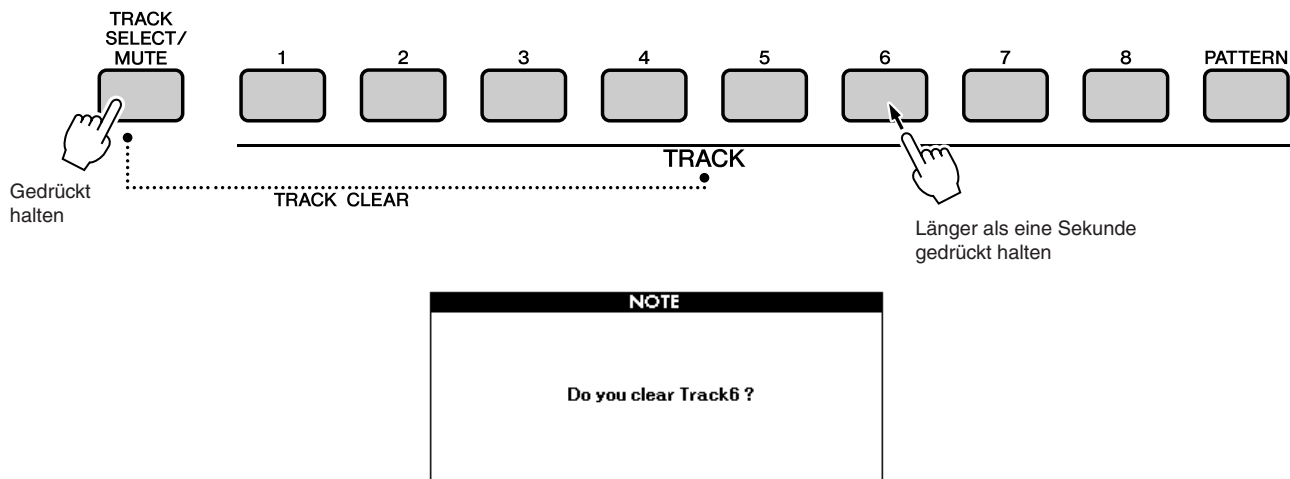 TRACK
SELECT/
MUTE
1 2 3 4 5 6 7 8 PATTERN
TRACK
Gedrückt
halten
TRACK CLEAR
Länger als eine Sekunde
gedrückt halten
NOTE
Do you clear Track6 ?